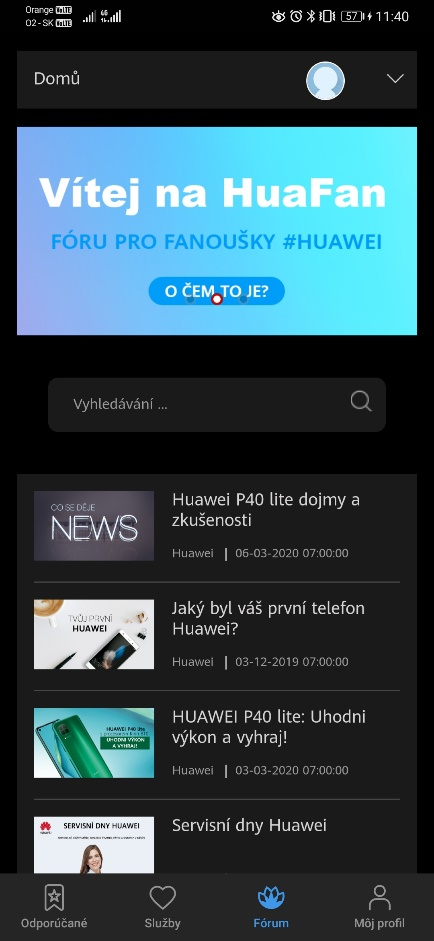 Orange VoLTE
O2 - SK VoLTE
4G
57
11:40
Domů
Vítej na HuaFan
FÓRU PRO FANOUŠKY #HUAWEI
O ČEM TO JE?
Vyhledávání ...
CO SE DĚJE
NEWS
Huawei P40 lite dojmy a
zkušenosti
Huawei | 06-03-2020 07:00:00
TVŮJ PRVNÍ
HUAWEI
Jaký byl váš první telefon
Huawei?
Huawei | 03-12-2019 07:00:00
HUAWEI P40 lite
UHODNI VÝKON
A VYHRAJ!
HUAWEI P40 lite: Uhodni
výkon a vyhraj!
Huawei | 03-03-2020 07:00:00
SERVISNÍ DNY HUAWEI
Servisní dny Huawei
Odporúčané
Služby
Fórum
Môj profil